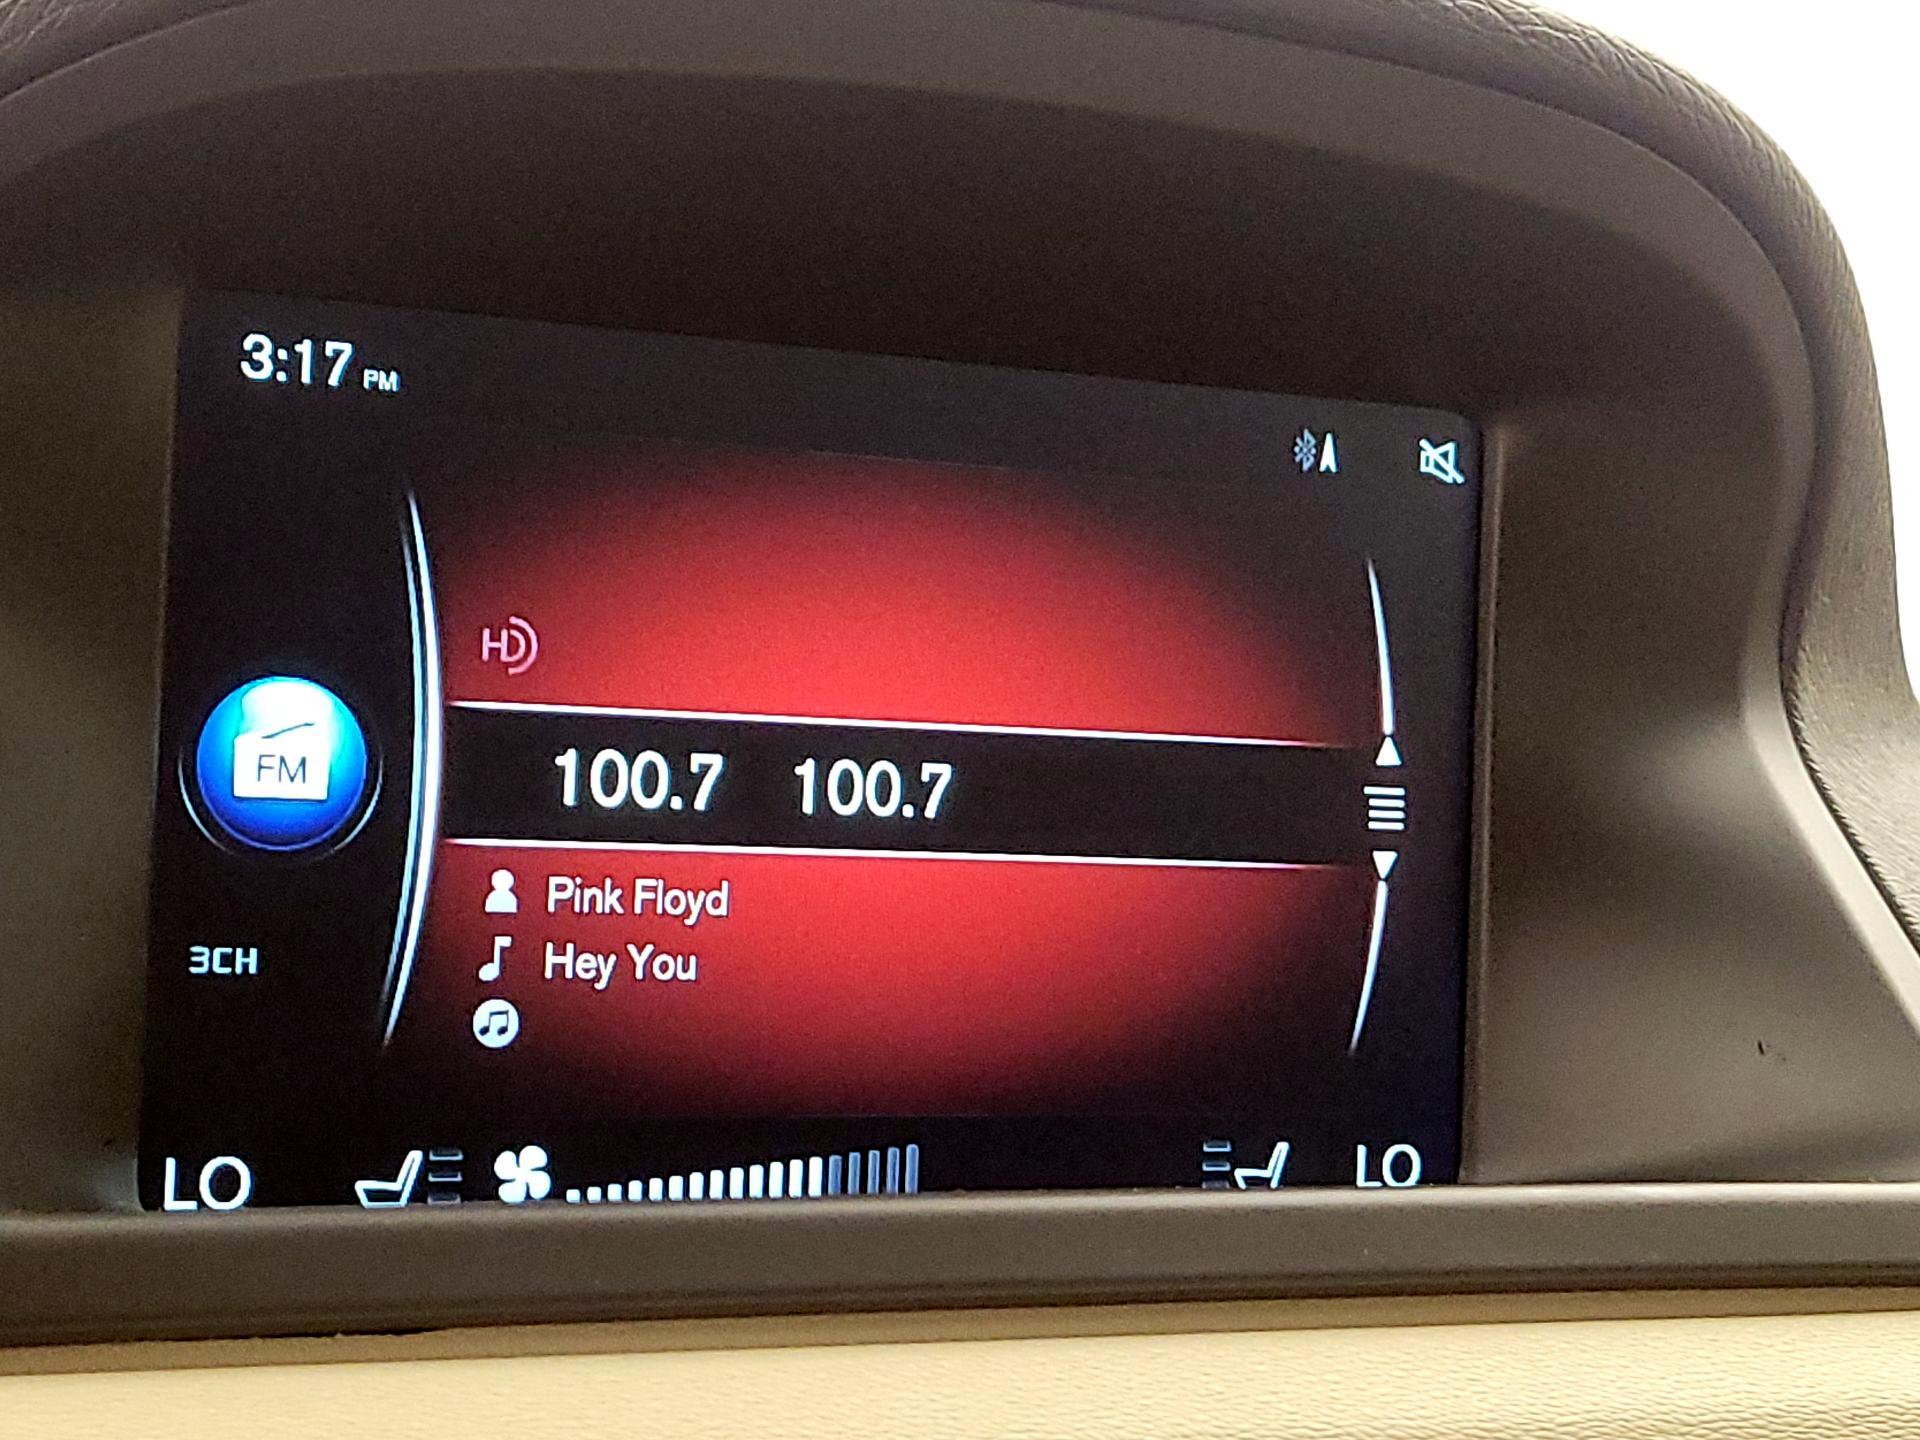 3:17 PM
HD
FM
100.7 100.7
Pink Floyd
3CH
Hey You
LO
LO